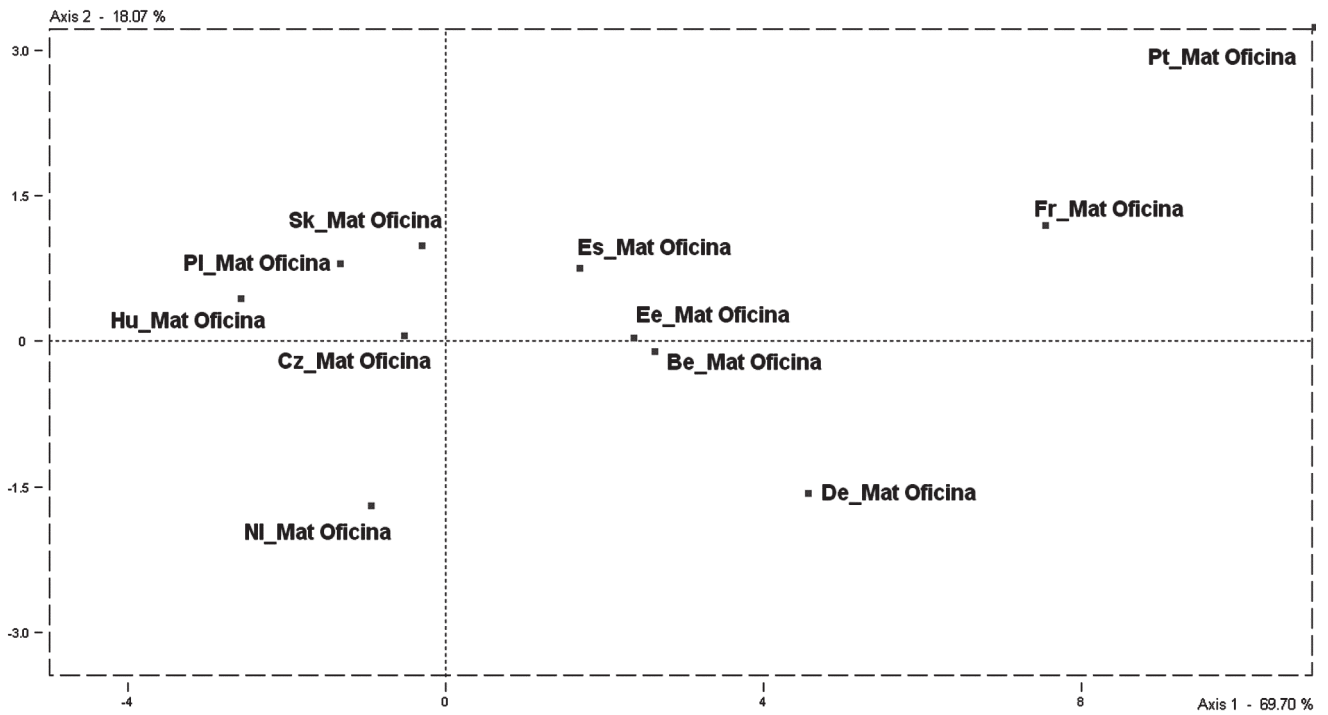 Axis 2 - 18.07 %
3.0
Pt_Mat Oficina
1.5
Fr_Mat Oficina
Sk_Mat Oficina
Es_Mat Oficina
Pl_Mat Oficina
Hu_Mat Oficina
Ee_Mat Oficina
0
Cz_Mat Oficina
Be_Mat Oficina
-1.5
De_Mat Oficina
Nl_Mat Oficina
-3.0
-4
0
4
8
Axis 1 - 69.70 %